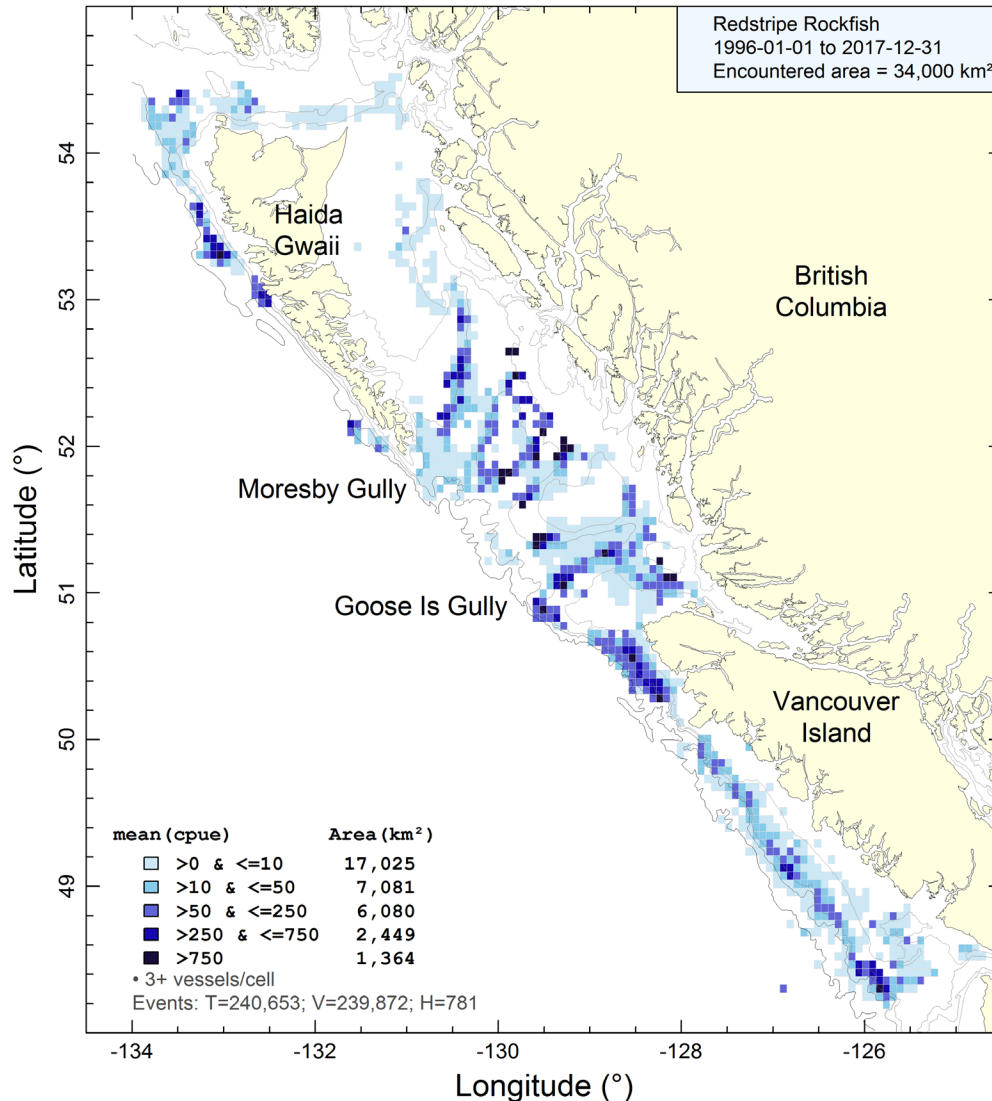 Redstripe Rockfish
1996-01-01 to 2017-12-31
Encountered area = 34,000 km²
Haida
Gwaii
British
Columbia
Moresby Gully
Goose Is Gully
Vancouver
Island
mean(cpue) Area(km²)
>0 & <=10 17,025
>10 & <=50 7,081
>50 & <=250 6,080
>250 & <=750 2,449
>750 1,364
• 3+ vessels/cell
Events: T=240,653; V=239,872; H=781
Latitude (°)
54
53
52
51
50
49
-134 -132 -130 -128 -126
Longitude (°)